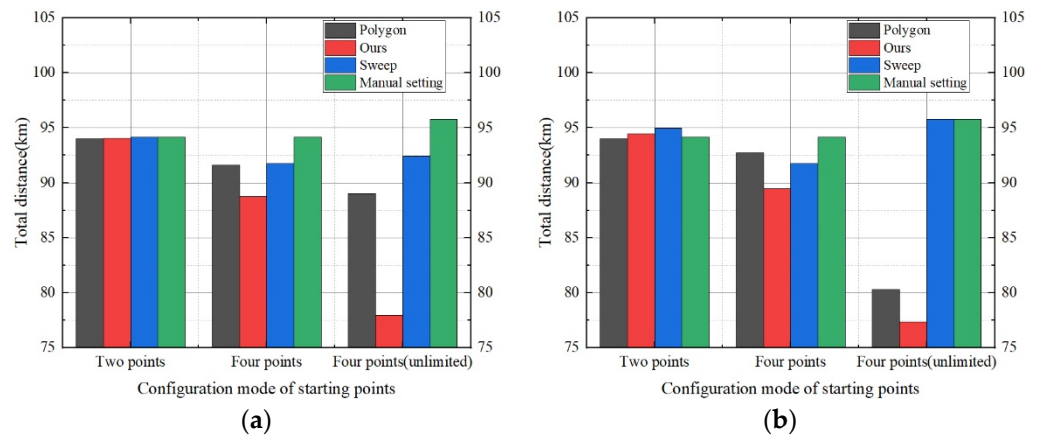 105
100
95
90
85
80
75
Total distance(km)
Polygon
Ours
Sweep
Manual setting
105
100
95
90
85
80
75
Two points
Four points
Four points(unlimited)
Configuration mode of starting points
(a)
105
100
95
90
85
80
75
Total distance(km)
Polygon
Ours
Sweep
Manual setting
105
100
95
90
85
80
75
Two points
Four points
Four points(unlimited)
Configuration mode of starting points
(b)